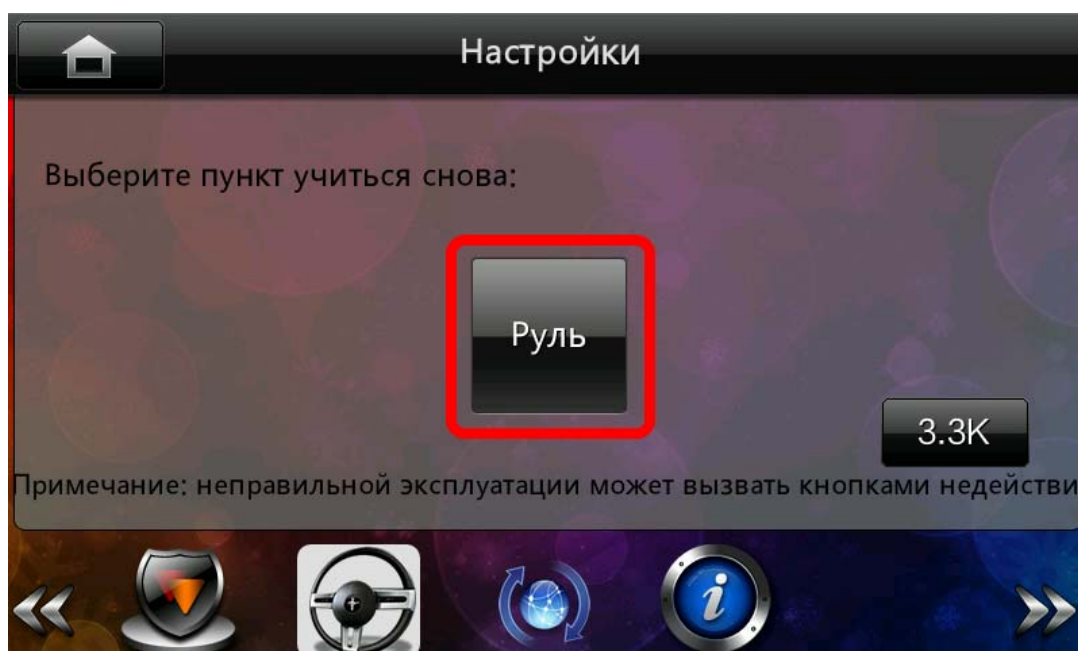 Настройки
Выберите пункт учиться снова:
Руль
3.3K
Примечание: неправильной эксплуатации может вызвать кнопками недействи